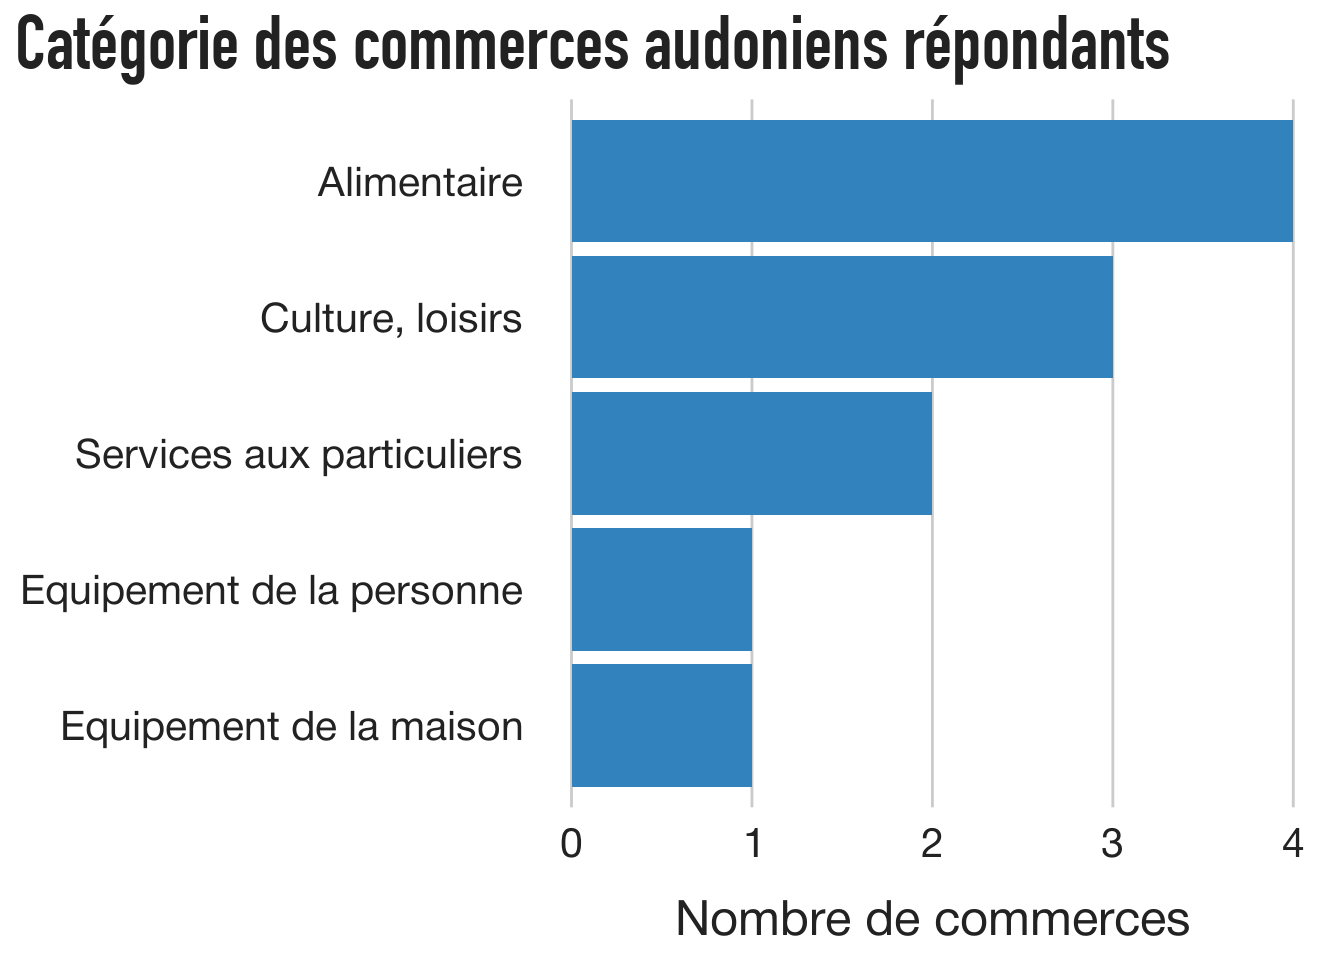 Catégorie des commerces audoniens répondants
Alimentaire
Culture, loisirs
Services aux particuliers
Equipement de la personne
Equipement de la maison
0 1 2 3 4
Nombre de commerces